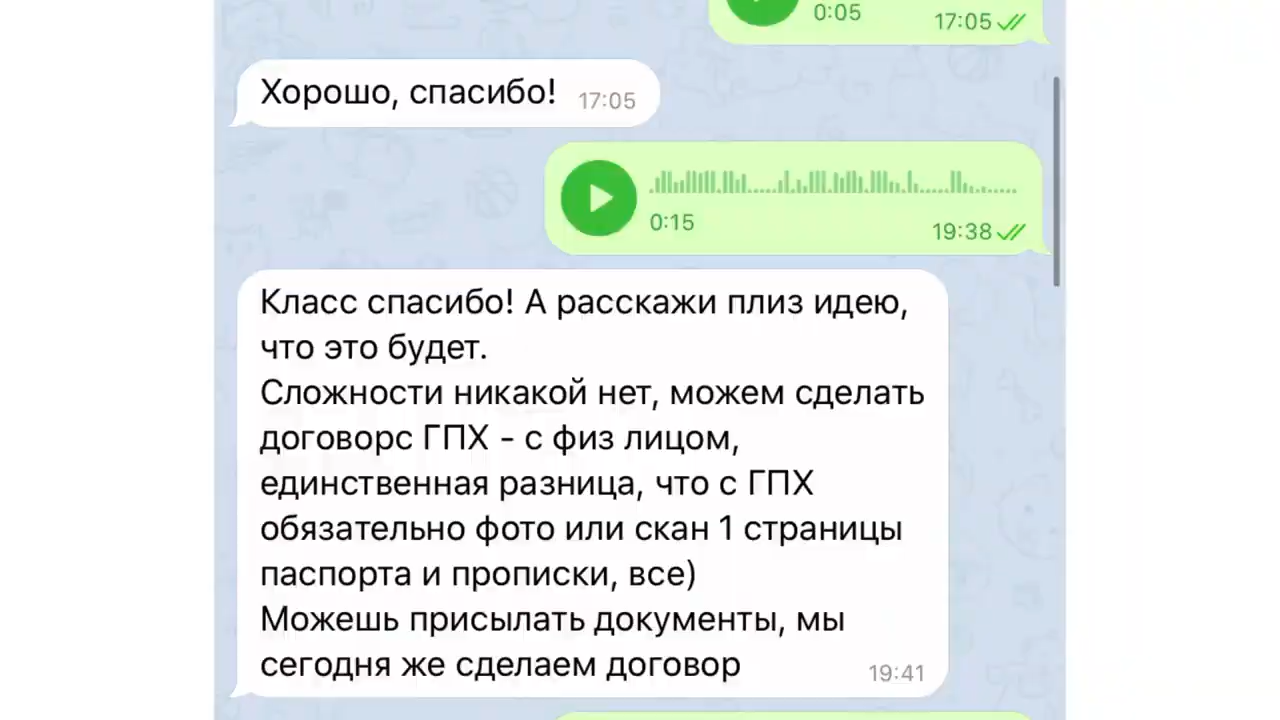 0:05
17:05
Хорошо, спасибо! 17:05
0:15
19:38
Класс спасибо! А расскажи плиз идею,
что это будет.
Сложности никакой нет, можем сделать
договорс ГПХ - с физ лицом,
единственная разница, что с ГПХ
обязательно фото или скан 1 страницы
паспорта и прописки, все)
Можешь присылать документы, мы
сегодня же сделаем договор
19:41